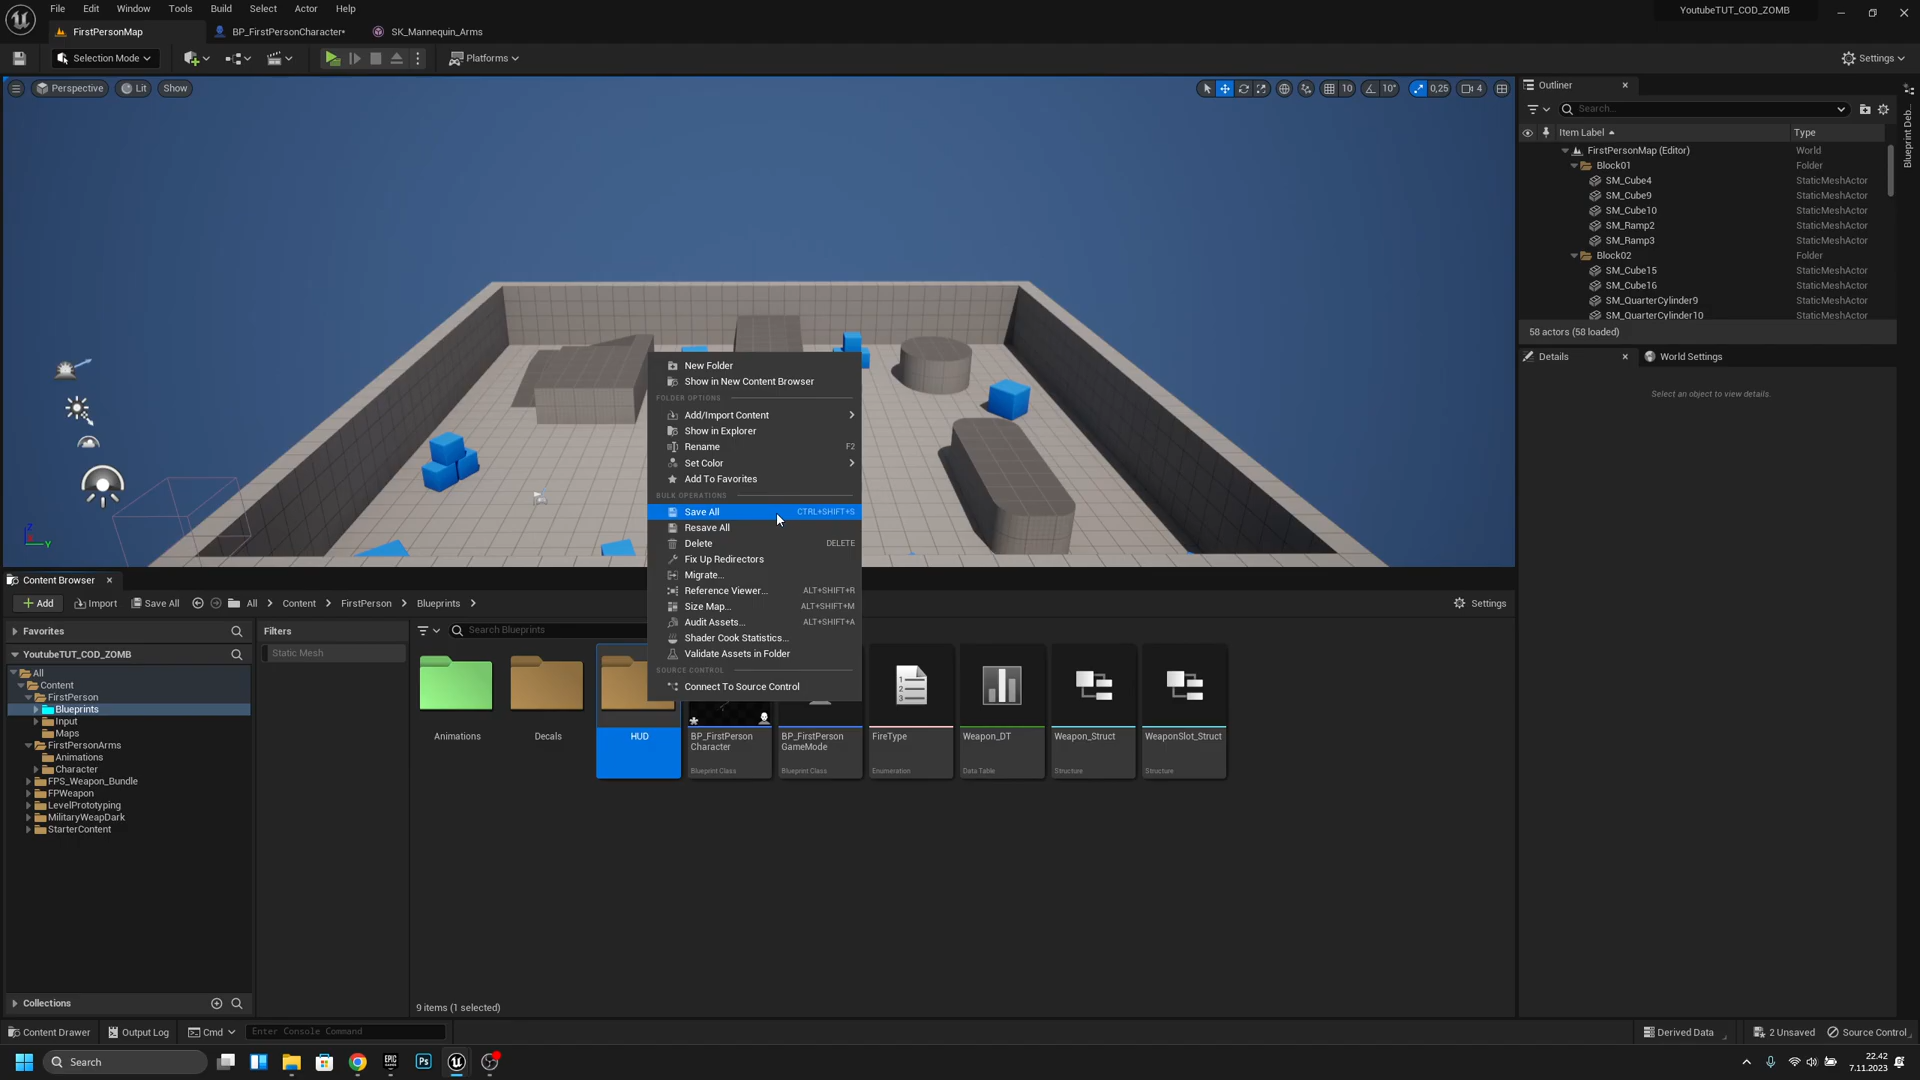 File Edit Window Tools Build Select Actor Help
YoutubeTUT_COD_ZOMB
FirstPersonMap
BP_FirstPersonCharacter*
SK_Mannequin_Arms
Selection Mode
Platforms
Settings
Perspective
Lit
Show
10
10°
0,25
4
Outliner
Search...
Item Label
Type
FirstPersonMap (Editor) World
Block01 Folder
SM_Cube4 StaticMeshActor
SM_Cube9 StaticMeshActor
SM_Cube10 StaticMeshActor
SM_Ramp2 StaticMeshActor
SM_Ramp3 StaticMeshActor
Block02 Folder
SM_Cube15 StaticMeshActor
SM_Cube16 StaticMeshActor
SM_QuarterCylinder9 StaticMeshActor
SM_QuarterCylinder10 StaticMeshActor
58 actors (58 loaded)
Blueprint Deb..
Details
World Settings
Select an object to view details.
New Folder
Show in New Content Browser
FOLDER OPTIONS
Add/Import Content
Show in Explorer
Rename F2
Set Color
Add To Favorites
BULK OPERATIONS
Save All CTRL+SHIFT+S
Resave All
Delete DELETE
Fix Up Redirectors
Migrate...
Reference Viewer... ALT+SHIFT+R
Size Map... ALT+SHIFT+M
Audit Assets... ALT+SHIFT+A
Shader Cook Statistics...
Validate Assets in Folder
SOURCE CONTROL
Connect To Source Control
Z
Y
Content Browser
Add
Import
Save All
All
Content
FirstPerson
Blueprints
Settings
Favorites
Filters
Search Blueprints
Static Mesh
YoutubeTUT_COD_ZOMB
All
Content
FirstPerson
Blueprints
Input
Maps
FirstPersonArms
Animations
Character
FPS_Weapon_Bundle
FPWeapon
LevelPrototyping
MilitaryWeapDark
StarterContent
Collections
Animations
Decals
HUD
BP_FirstPerson
Character
Blueprint Class
BP_FirstPerson
GameMode
Blueprint Class
FireType
Enumeration
Weapon_DT
Data Table
Weapon_Struct
Structure
WeaponSlot_Struct
Structure
9 items (1 selected)
Content Drawer
Output Log
Cmd
Enter Console Command
Derived Data
2 Unsaved
Source Control
Search
EPIC
Ps
22.42
7.11.2023